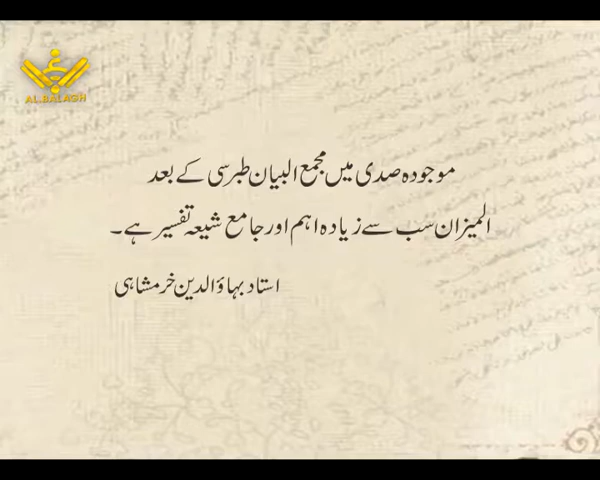 AL.BALAGH
موجودہ صدی میں مجمع البیان طبرسی کے بعد
المیزان سب سے زیادہ اہم اور جامع شیعہ تفسیر ہے۔
استاد بہاؤالدین خرمشاہی